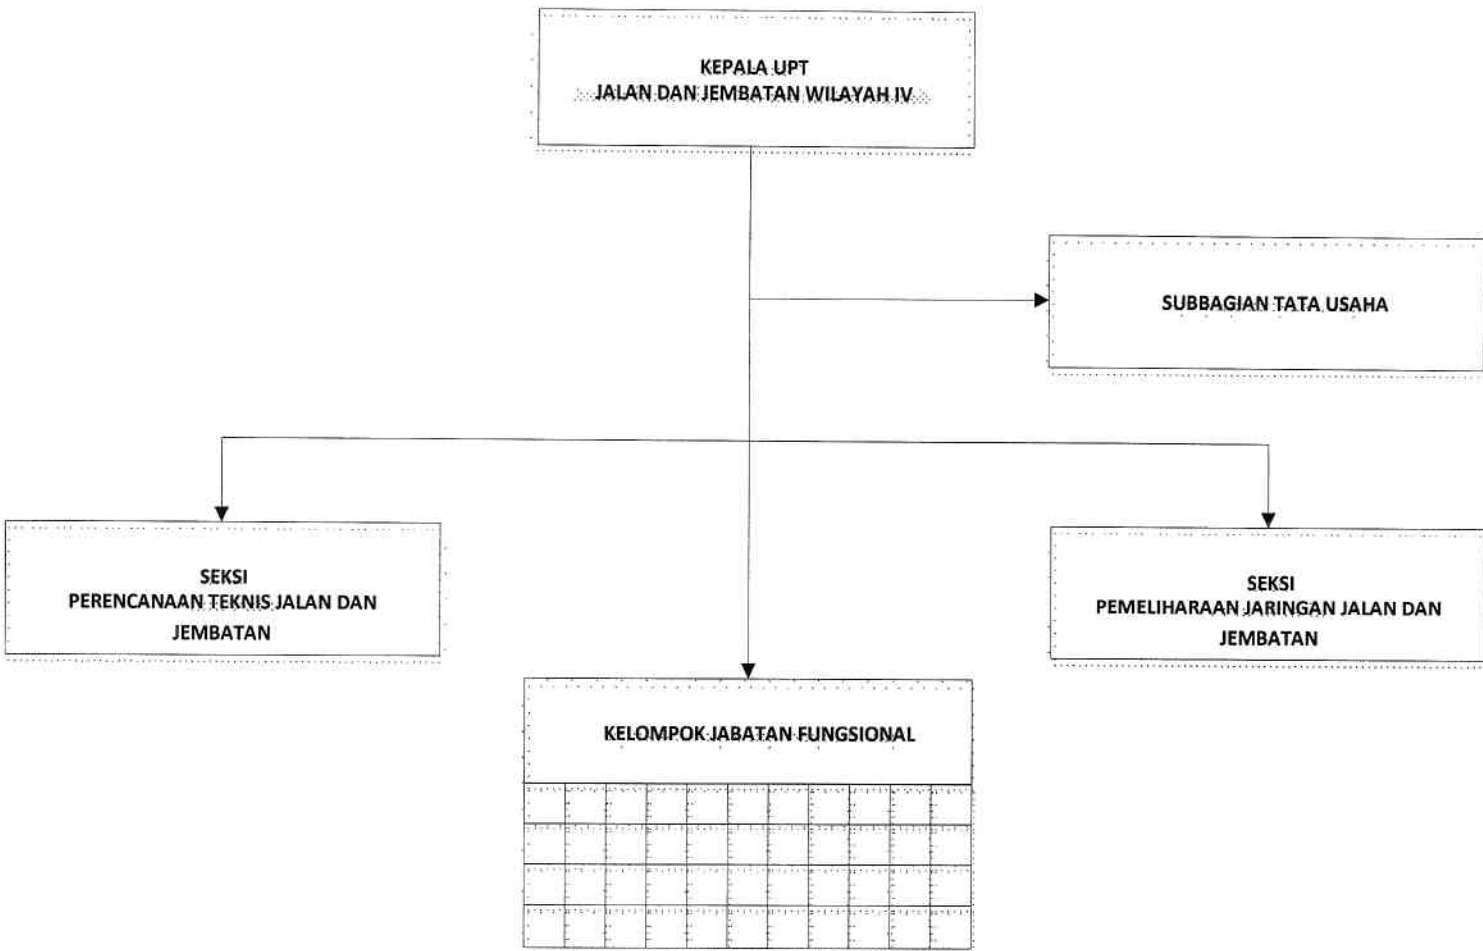 KEPALA UPT
JALAN DAN JEMBATAN WILAYAH IV
SUBBAGIAN TATA USAHA
SEKSI
PERENCANAAN TEKNIS JALAN DAN
JEMBATAN
SEKSI
PEMELIHARAAN JARINGAN JALAN DAN
JEMBATAN
KELOMPOK JABATAN FUNGSIONAL